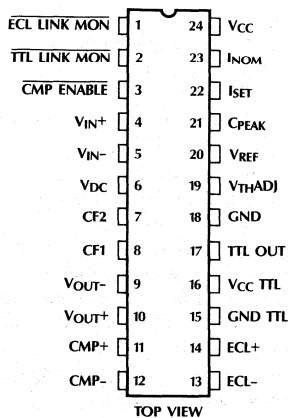 ECL LINK MON 1 24 VCC
TTL LINK MON 2 23 INOM
CMP ENABLE 3 22 ISET
VIN+ 4 21 CPEAK
VIN- 5 20 VREF
VDC 6 19 VTHADJ
CF2 7 18 GND
CF1 8 17 TTL OUT
VOUT- 9 16 VCC TTL
VOUT+ 10 15 GND TTL
CMP+ 11 14 ECL+
CMP- 12 13 ECL-
TOP VIEW